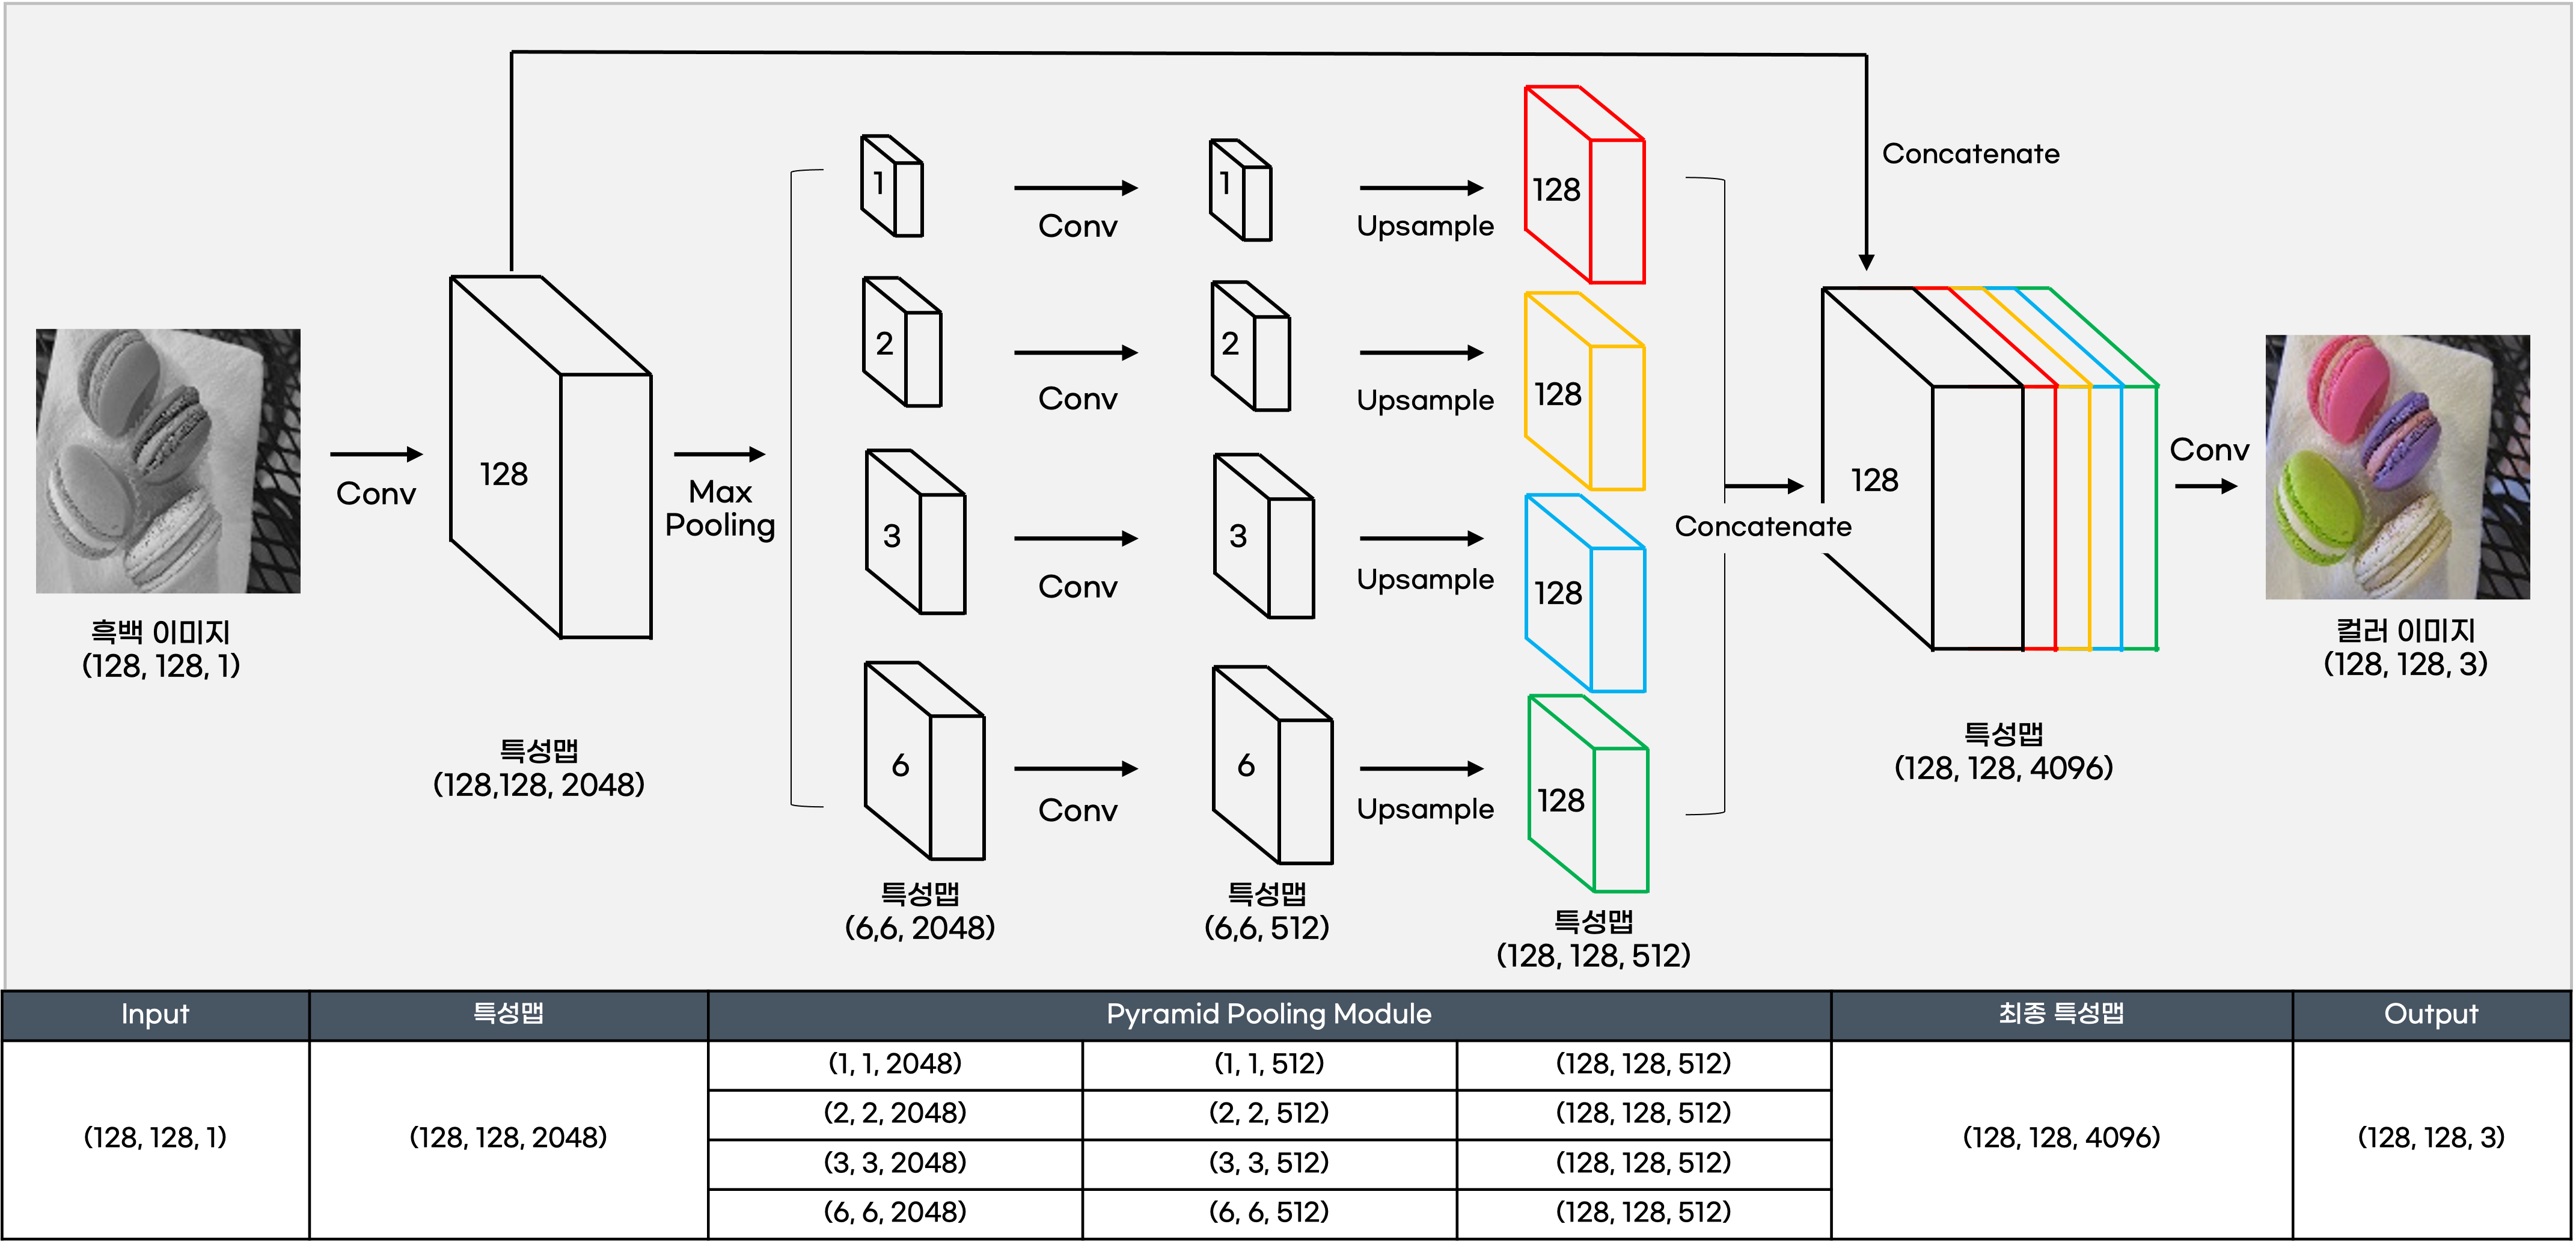 Concatenate
1
Conv
1
Upsample
128
2
Conv
2
Upsample
128
128
Conv
Max
Pooling
3
Conv
3
Upsample
128
Concatenate
128
Conv
6
Conv
6
Upsample
128
흑백 이미지
(128, 128, 1)
컬러 이미지
(128, 128, 3)
특성맵
(128,128, 2048)
특성맵
(6,6, 2048)
특성맵
(6,6, 512)
특성맵
(128, 128, 512)
특성맵
(128, 128, 4096)
Input 특성맵 Pyramid Pooling Module 최종 특성맵 Output
(1, 1, 2048) (1, 1, 512) (128, 128, 512)
(2, 2, 2048) (2, 2, 512) (128, 128, 512)
(128, 128, 1) (128, 128, 2048) (128, 128, 4096) (128, 128, 3)
(3, 3, 2048) (3, 3, 512) (128, 128, 512)
(6, 6, 2048) (6, 6, 512) (128, 128, 512)